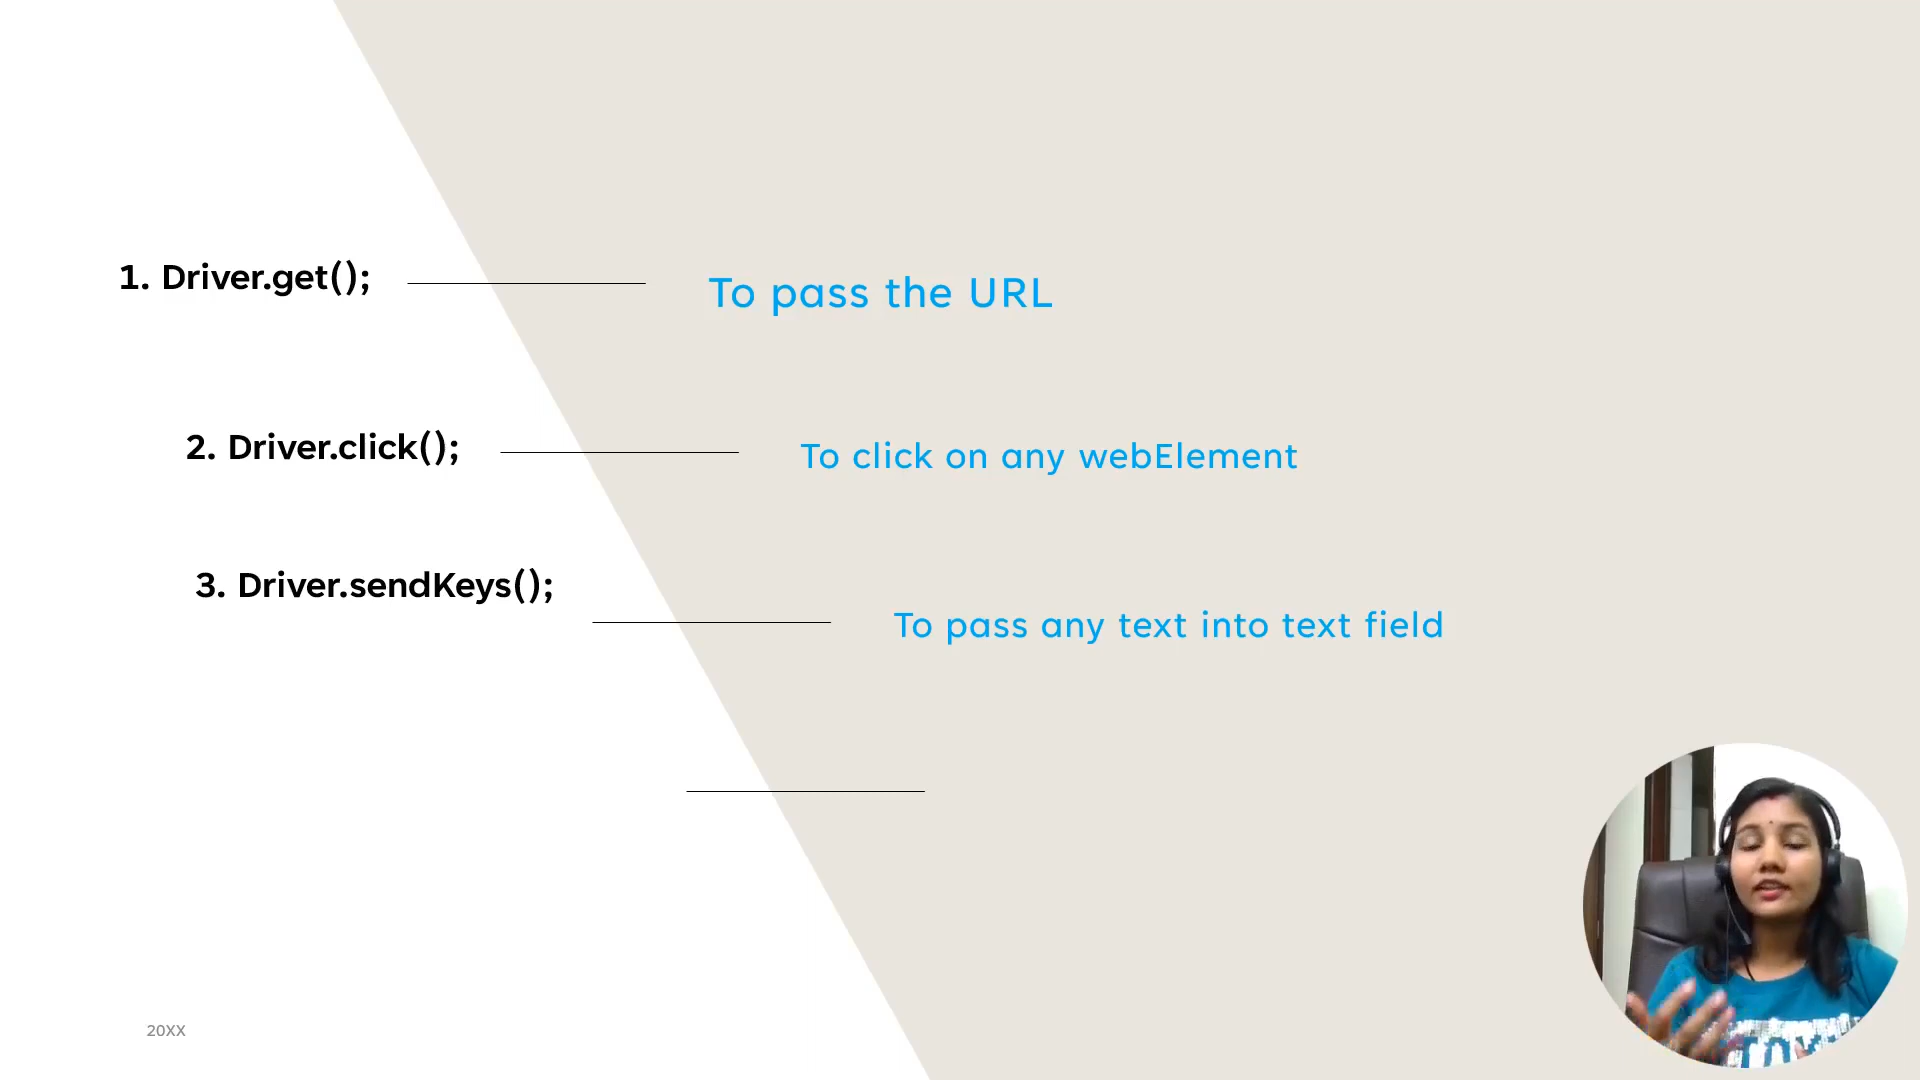 1. Driver.get();
To pass the URL
2. Driver.click();
To click on any webElement
3. Driver.sendKeys();
To pass any text into text field
20XX